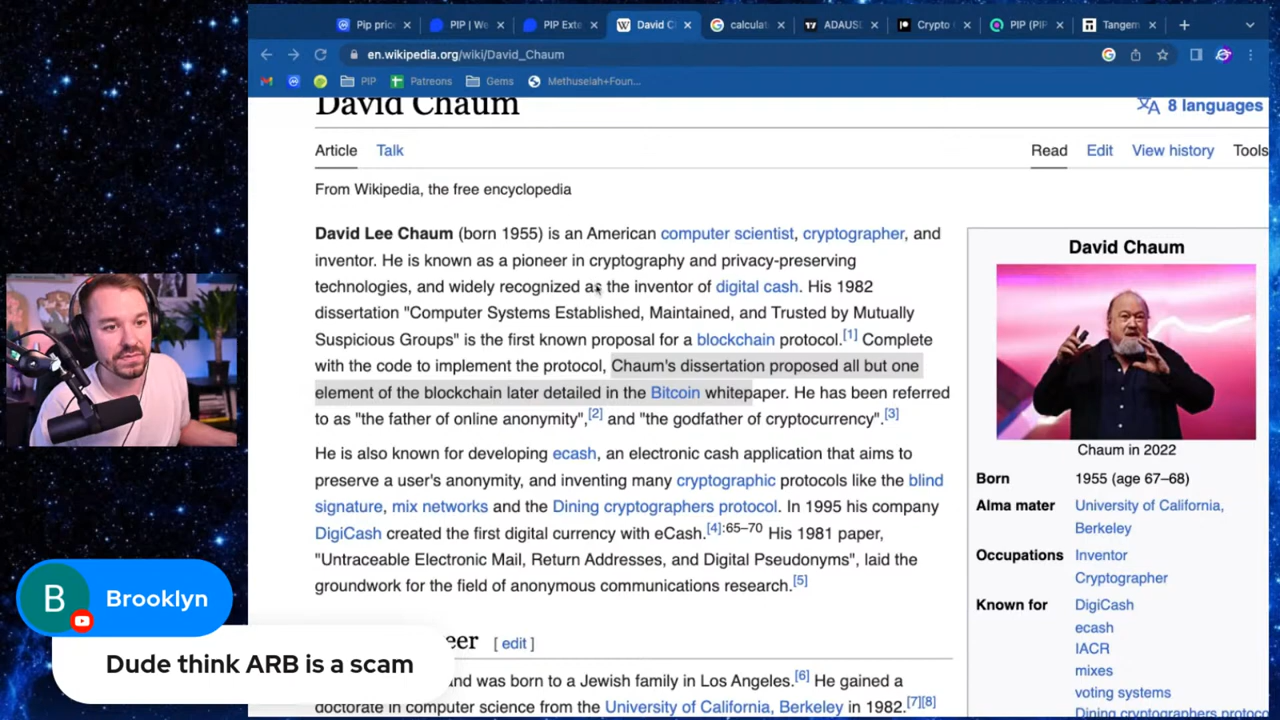 Pip price
PIP | We
PIP Exte
David C
calculat
ADAUSD
Crypto
PIP (PIP
Tangem
en.wikipedia.org/wiki/David_Chaum
PIP
Patreons
Gems
Methuselah+Foun...
David Chaum
8 languages
Article Talk
Read Edit View history Tools
From Wikipedia, the free encyclopedia
David Lee Chaum (born 1955) is an American computer scientist, cryptographer, and
inventor. He is known as a pioneer in cryptography and privacy-preserving
technologies, and widely recognized as the inventor of digital cash. His 1982
dissertation "Computer Systems Established, Maintained, and Trusted by Mutually
Suspicious Groups" is the first known proposal for a blockchain protocol.[1] Complete
with the code to implement the protocol, Chaum's dissertation proposed all but one
element of the blockchain later detailed in the Bitcoin whitepaper. He has been referred
to as "the father of online anonymity",[2] and "the godfather of cryptocurrency".[3]
He is also known for developing ecash, an electronic cash application that aims to
preserve a user's anonymity, and inventing many cryptographic protocols like the blind
signature, mix networks and the Dining cryptographers protocol. In 1995 his company
DigiCash created the first digital currency with eCash.[4]:65–70 His 1981 paper,
"Untraceable Electronic Mail, Return Addresses, and Digital Pseudonyms", laid the
groundwork for the field of anonymous communications research.[5]
eer [ edit ]
nd was born to a Jewish family in Los Angeles.[6] He gained a
doctorate in computer science from the University of California, Berkeley in 1982.[7][8]
David Chaum
Chaum in 2022
Born 1955 (age 67–68)
Alma mater University of California,
Berkeley
Occupations Inventor
Cryptographer
Known for DigiCash
ecash
IACR
mixes
voting systems
Dining cryptographers protoco
B
Brooklyn
Dude think ARB is a scam